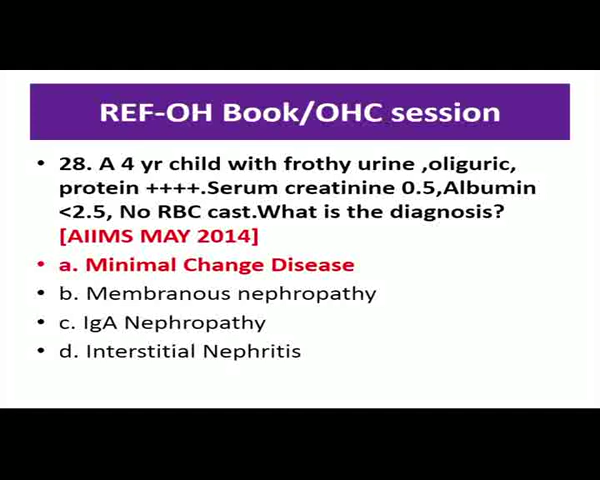 REF-OH Book/OHC session
• 28. A 4 yr child with frothy urine ,oliguric,
protein ++++.Serum creatinine 0.5,Albumin
<2.5, No RBC cast.What is the diagnosis?
[AIIMS MAY 2014]
• a. Minimal Change Disease
• b. Membranous nephropathy
• c. IgA Nephropathy
• d. Interstitial Nephritis